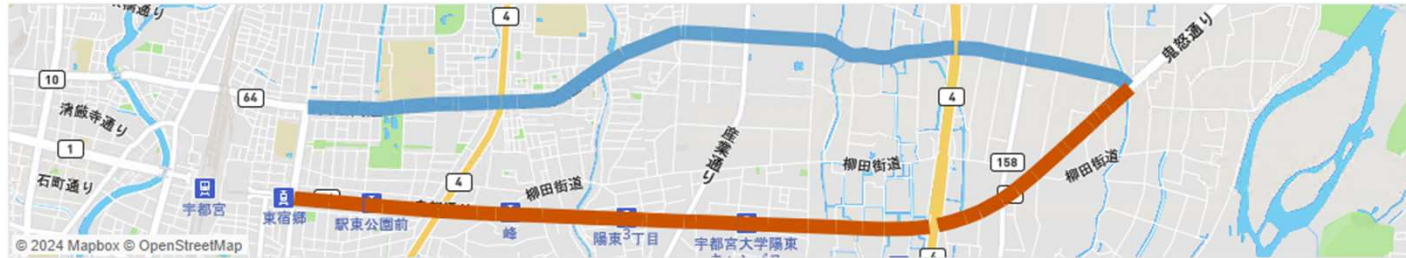 4
鬼怒通り
10
64
4
清厳寺通り
産業通り
1
158
柳田街道
柳田街道
石町通り
4
柳田街道
宇都宮
東宿郷
駅東公園前
峰
陽東3丁目
宇都宮大学陽東
© 2024 Mapbox © OpenStreetMap
4